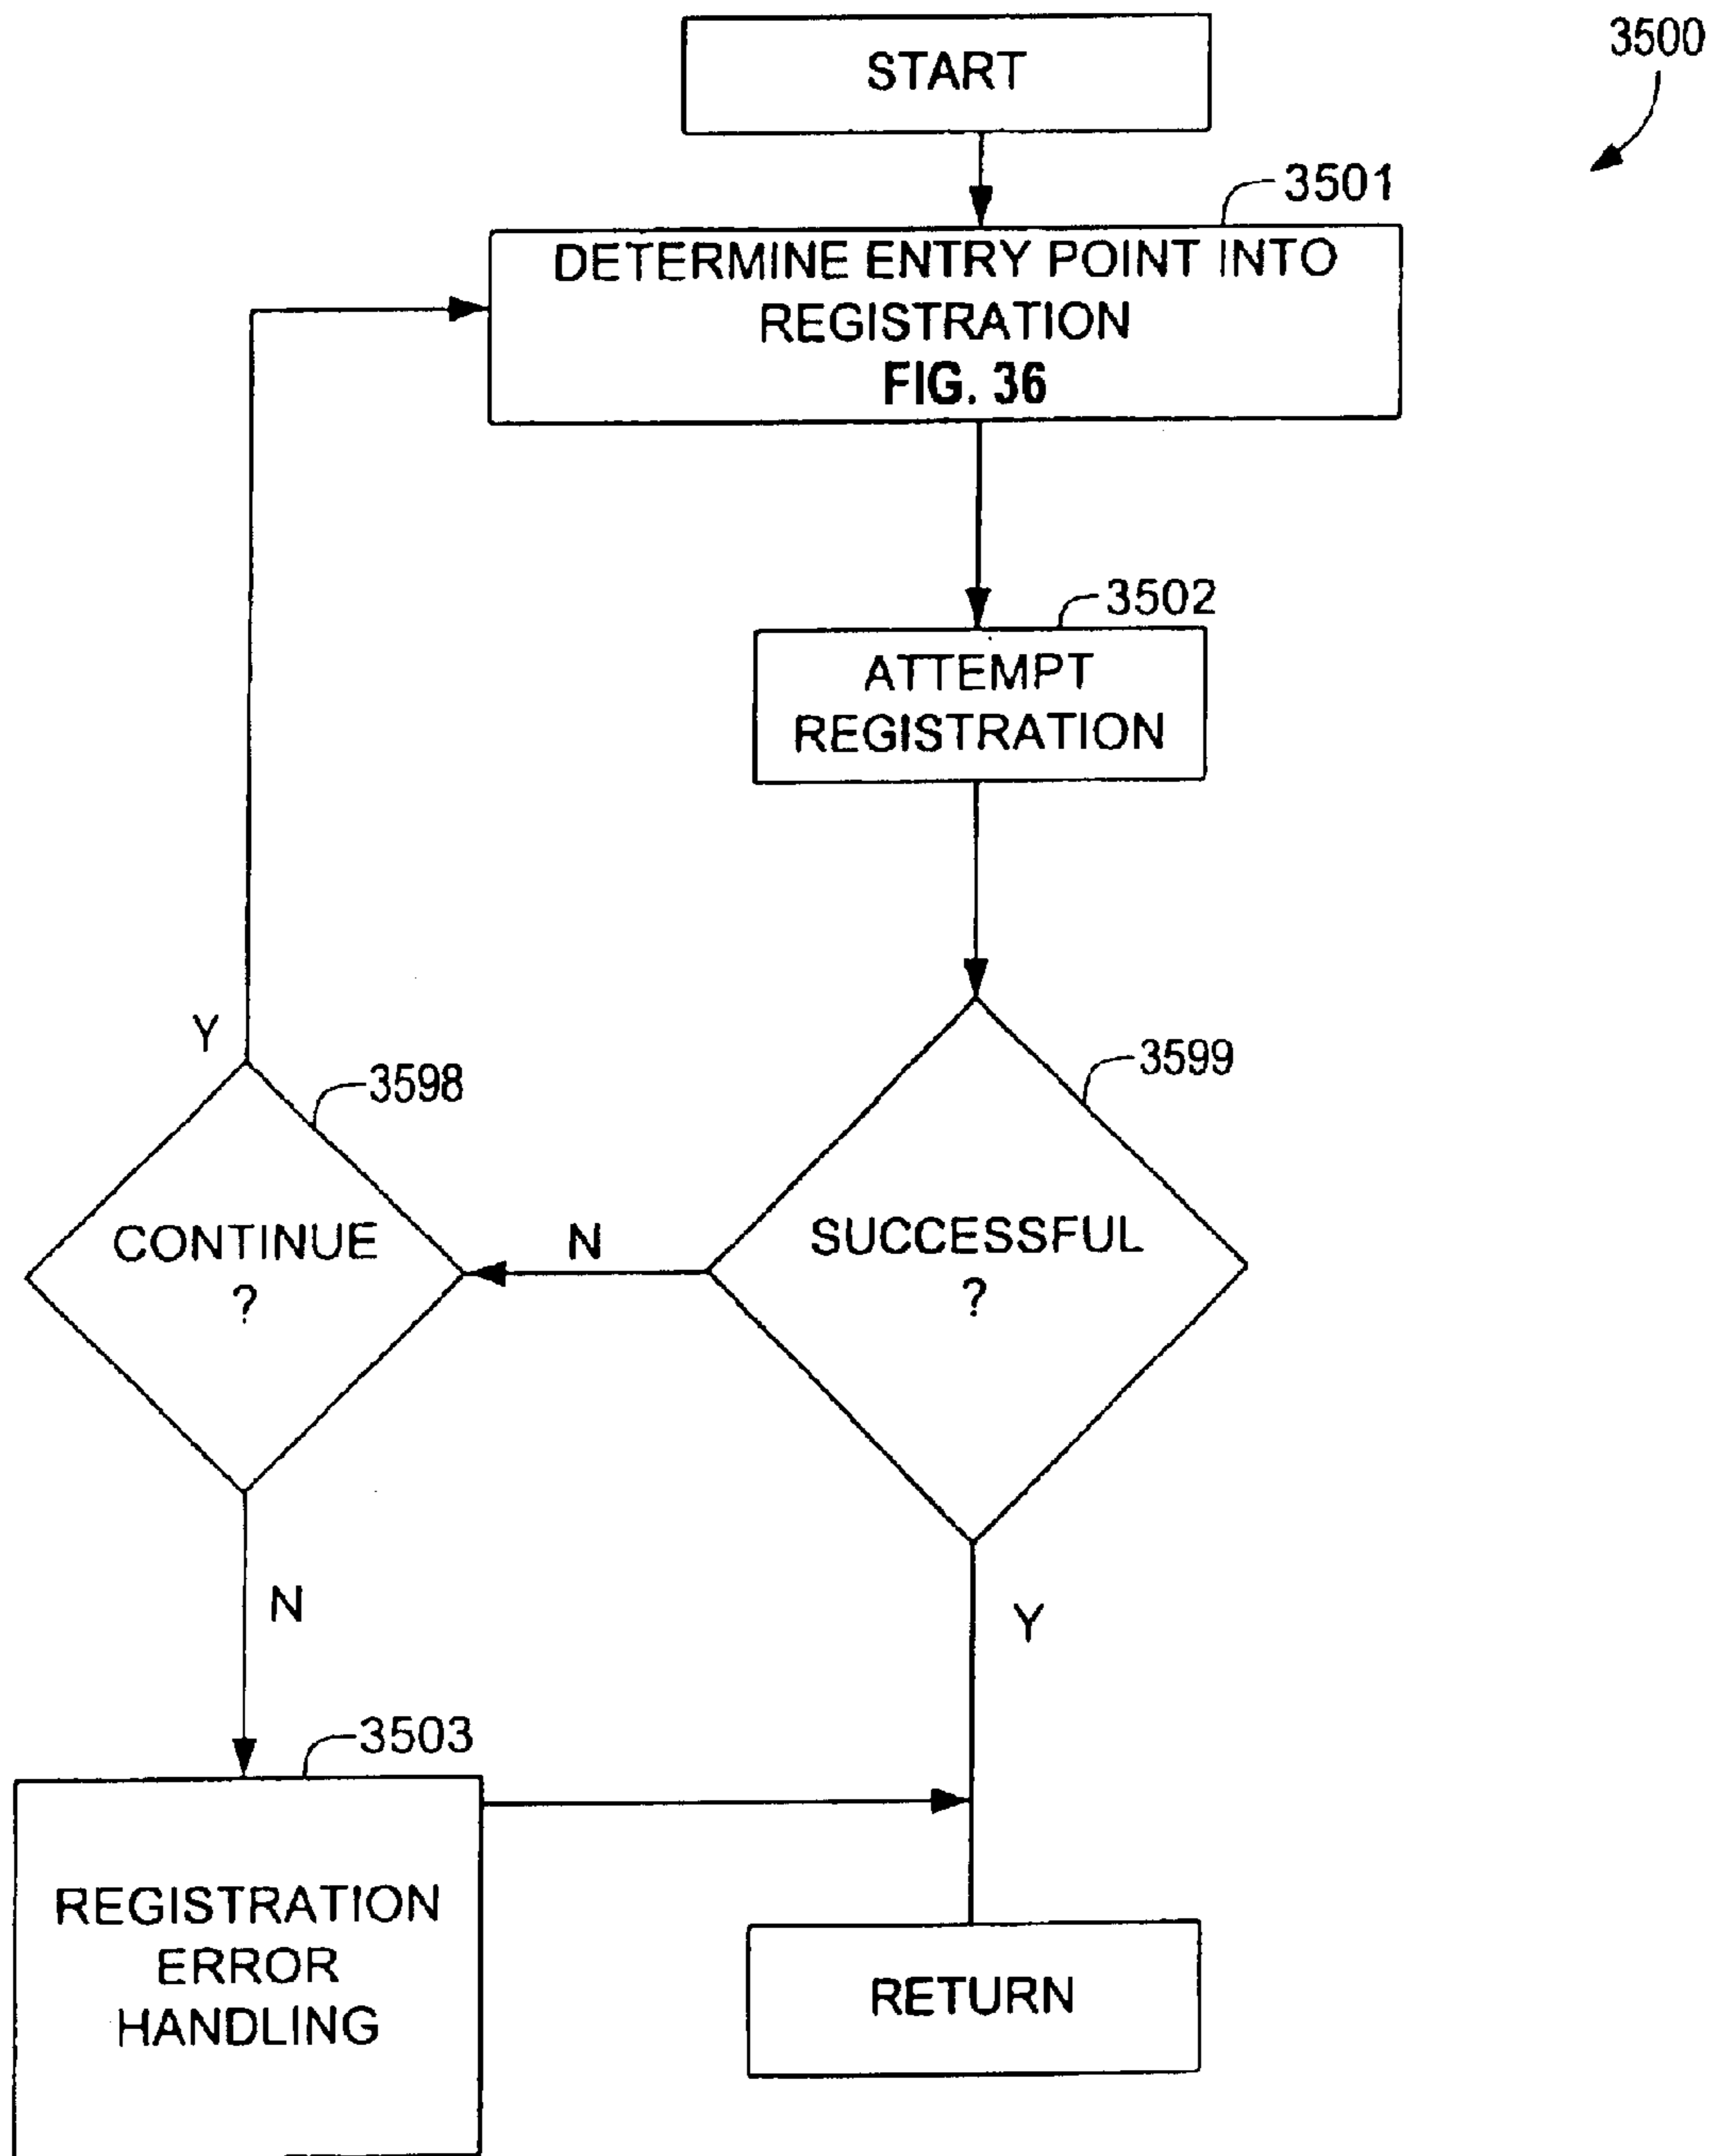 START
3500
3501
DETERMINE ENTRY POINT INTO
REGISTRATION
FIG. 36
3502
ATTEMPT
REGISTRATION
Y
3598
3599
CONTINUE
?
N
SUCCESSFUL
?
N
Y
3503
REGISTRATION
ERROR
HANDLING
RETURN